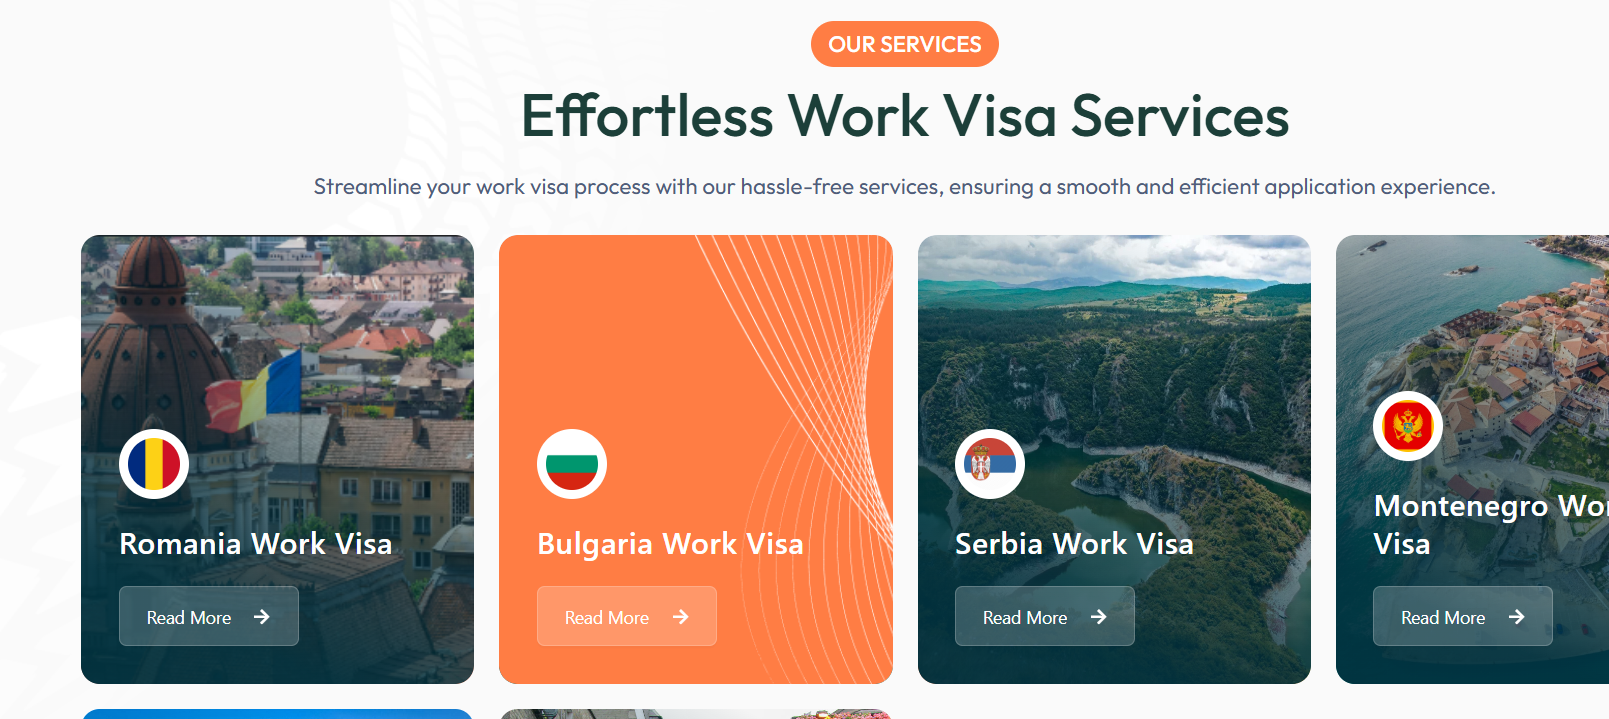 OUR SERVICES
Effortless Work Visa Services
Streamline your work visa process with our hassle-free services, ensuring a smooth and efficient application experience.
Romania Work Visa
Read More
Bulgaria Work Visa
Read More
Serbia Work Visa
Read More
Montenegro Wor
Visa
Read More